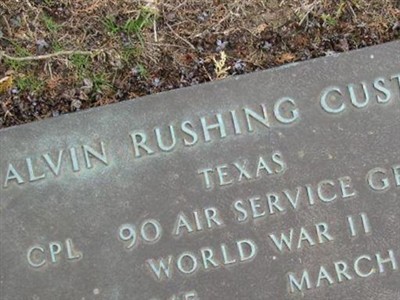 ALVIN RUSHING CUST
TEXAS
CPL 90 AIR SERVICE GR
WORLD WAR II
MARCH